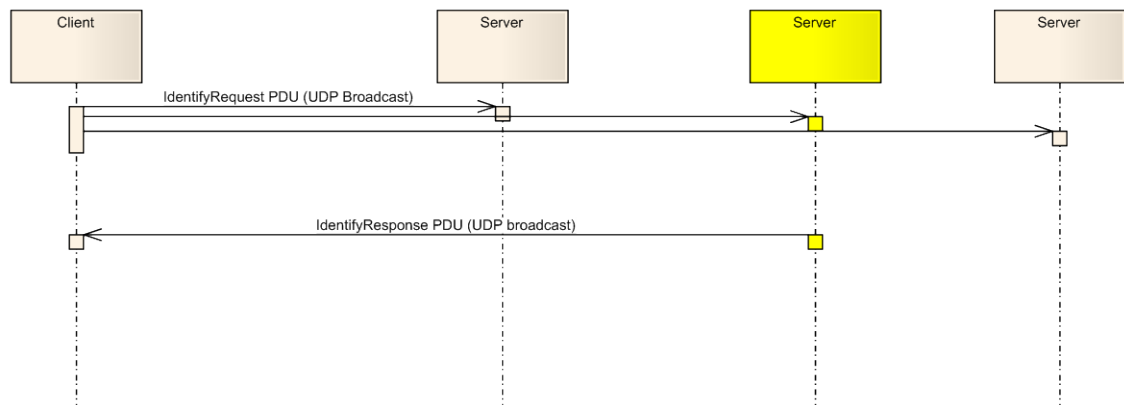 Client
Server
Server
Server
IdentifyRequest PDU (UDP Broadcast)
IdentifyResponse PDU (UDP broadcast)